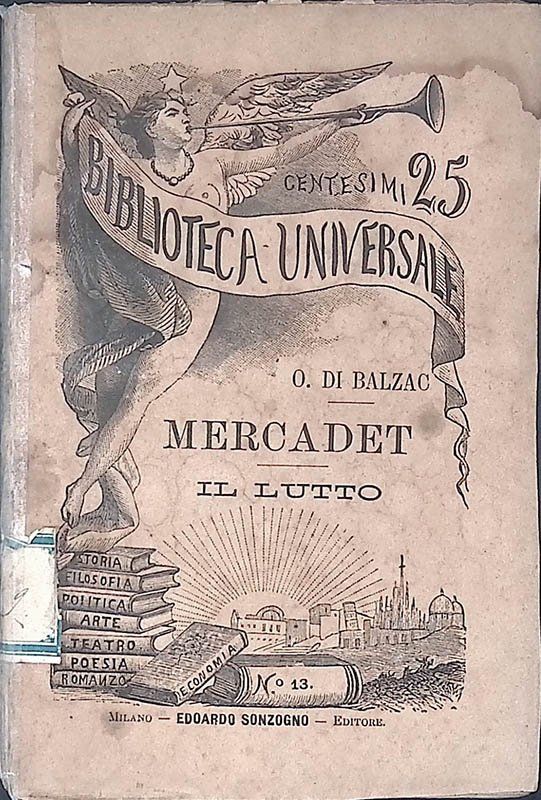 CENTESIMI 25
BIBLIOTECA UNIVERSALE
O. DI BALZAC
MERCADET
IL LUTTO
STORIA
FILOSOFIA
POLITICA
ARTE
TEATRO
POESIA
ROMANZO
ECONOMIA
No 13.
MILANO — EDOARDO SONZOGNO — EDITORE.